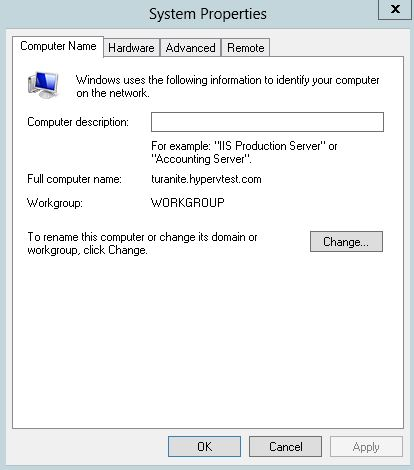 System Properties
x
Computer Name Hardware Advanced Remote
Windows uses the following information to identify your computer
on the network.
Computer description:
For example: "IIS Production Server" or
"Accounting Server".
Full computer name: turanite.hypervtest.com
Workgroup: WORKGROUP
To rename this computer or change its domain or
workgroup, click Change.
Change...
OK Cancel Apply